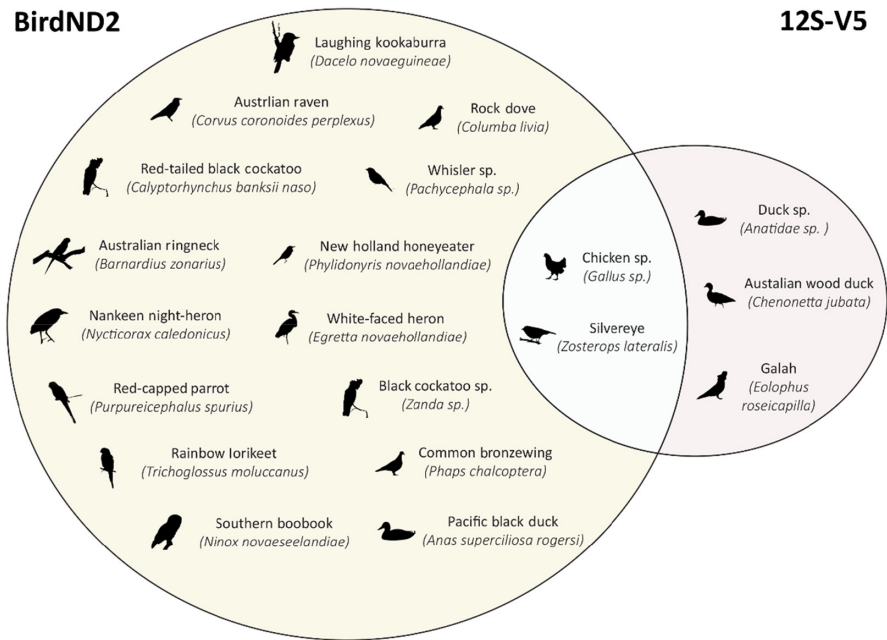 BirdND2
12S-V5
Laughing kookaburra
(Dacelo novaeguineae)
Austrlian raven
(Corvus coronoides perplexus)
Rock dove
(Columba livia)
Red-tailed black cockatoo
(Calyptorhynchus banksii naso)
Whisler sp.
(Pachycephala sp.)
Australian ringneck
(Barnardius zonarius)
New holland honeyeater
(Phylidonyris novaehollandiae)
Nankeen night-heron
(Nycticorax caledonicus)
White-faced heron
(Egretta novaehollandiae)
Red-capped parrot
(Purpureicephalus spurius)
Black cockatoo sp.
(Zanda sp.)
Rainbow lorikeet
(Trichoglossus moluccanus)
Common bronzewing
(Phaps chalcoptera)
Southern boobook
(Ninox novaeseelandiae)
Pacific black duck
(Anas superciliosa rogersi)
Chicken sp.
(Gallus sp.)
Silvereye
(Zosterops lateralis)
Duck sp.
(Anatidae sp. )
Austalian wood duck
(Chenonetta jubata)
Galah
(Eolophus
roseicapilla)